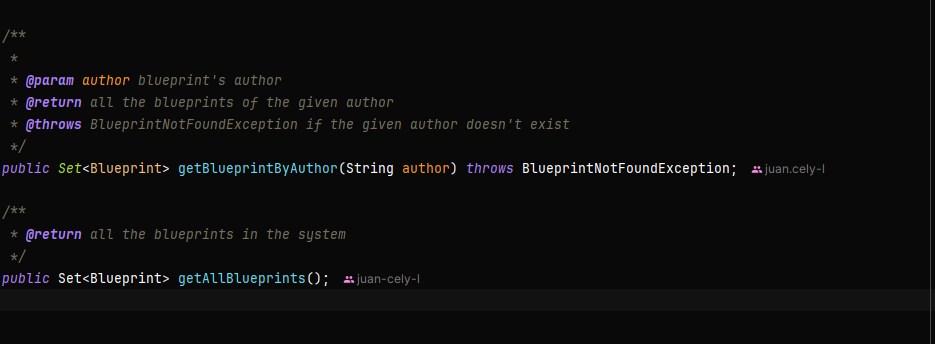 /**
*
* @param author blueprint's author
* @return all the blueprints of the given author
* @throws BlueprintNotFoundException if the given author doesn't exist
*/
public Set<Blueprint> getBlueprintByAuthor(String author) throws BlueprintNotFoundException; juan.cely-l
/**
* @return all the blueprints in the system
*/
public Set<Blueprint> getAllBlueprints(); juan-cely-l